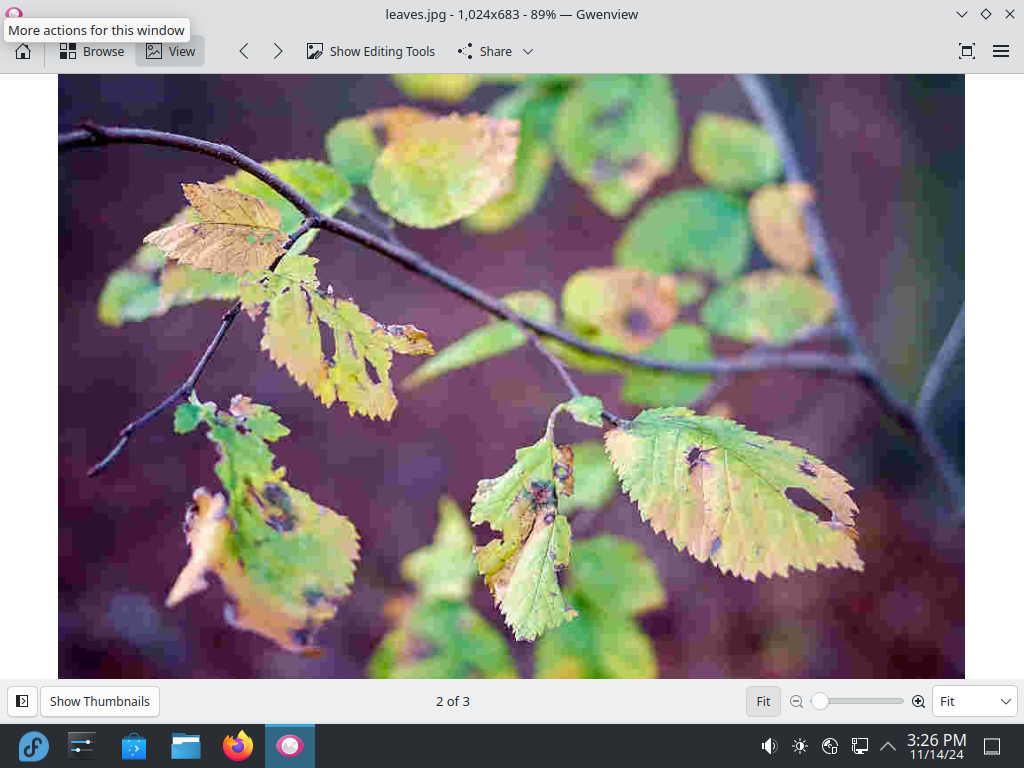 leaves.jpg - 1,024x683 - 89% — Gwenview
More actions for this window
Browse
View
Show Editing Tools
Share
Show Thumbnails
2 of 3
Fit
Fit
3:26 PM
11/14/24